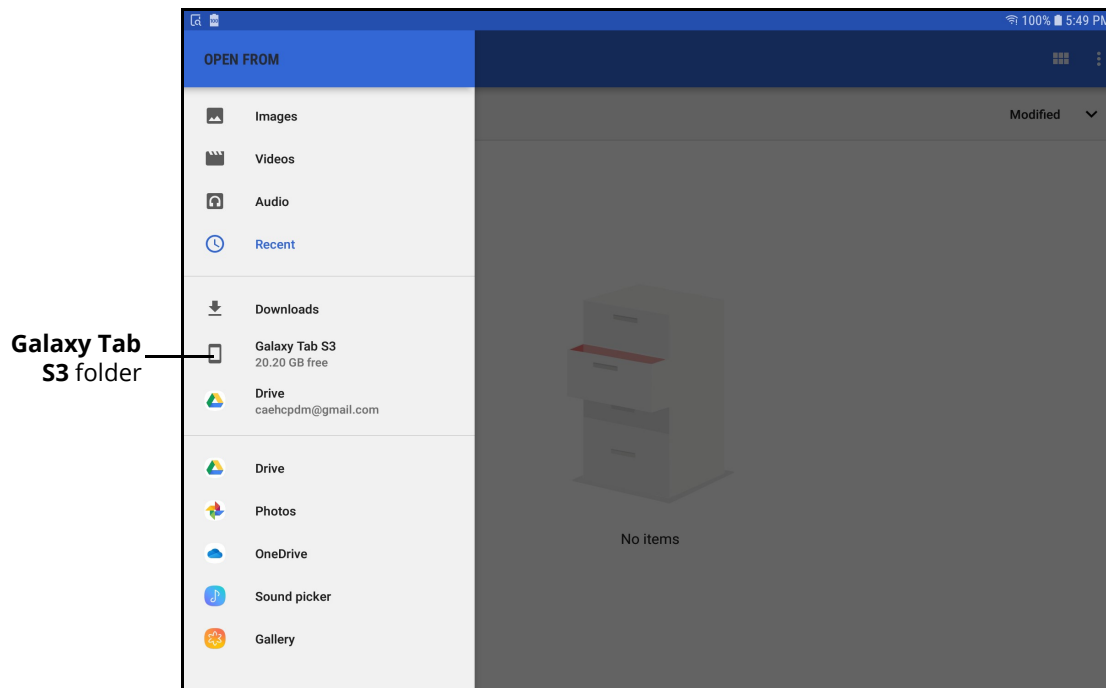 100
100% 5:49 PM
OPEN FROM
Images
Modified
Videos
Audio
Recent
Downloads
Galaxy Tab
S3 folder
Galaxy Tab S3
20.20 GB free
Drive
caehcpdm@gmail.com
Drive
Photos
No items
OneDrive
Sound picker
Gallery